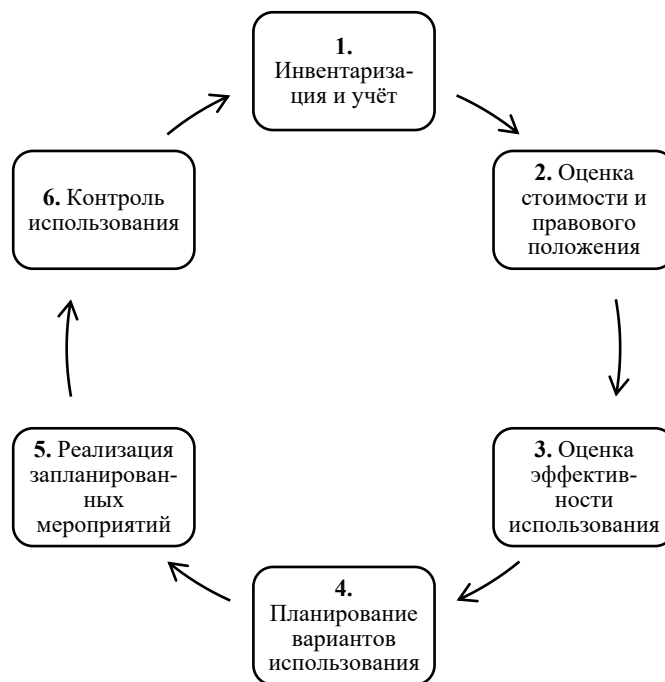 1.
Инвентариза-
ция и учёт
2. Оценка
стоимости и
правового
положения
3. Оценка
эффектив-
ности
использования
4.
Планирование
вариантов
использования
5. Реализация
запланирован-
ных
мероприятий
6. Контроль
использования